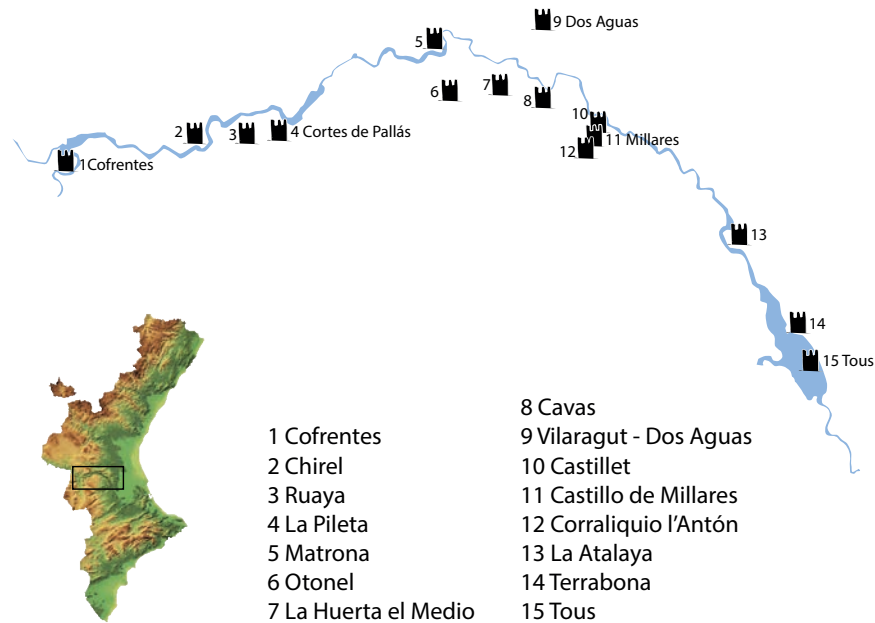 9 Dos Aguas
5
7
6
8
10
2
3
4 Cortes de Pallás
11 Millares
12
1Cofrentes
13
14
15 Tous
1 Cofrentes
2 Chirel
3 Ruaya
4 La Pileta
5 Matrona
6 Otonel
7 La Huerta el Medio
8 Cavas
9 Vilaragut - Dos Aguas
10 Castillet
11 Castillo de Millares
12 Corraliquio l'Antón
13 La Atalaya
14 Terrabona
15 Tous